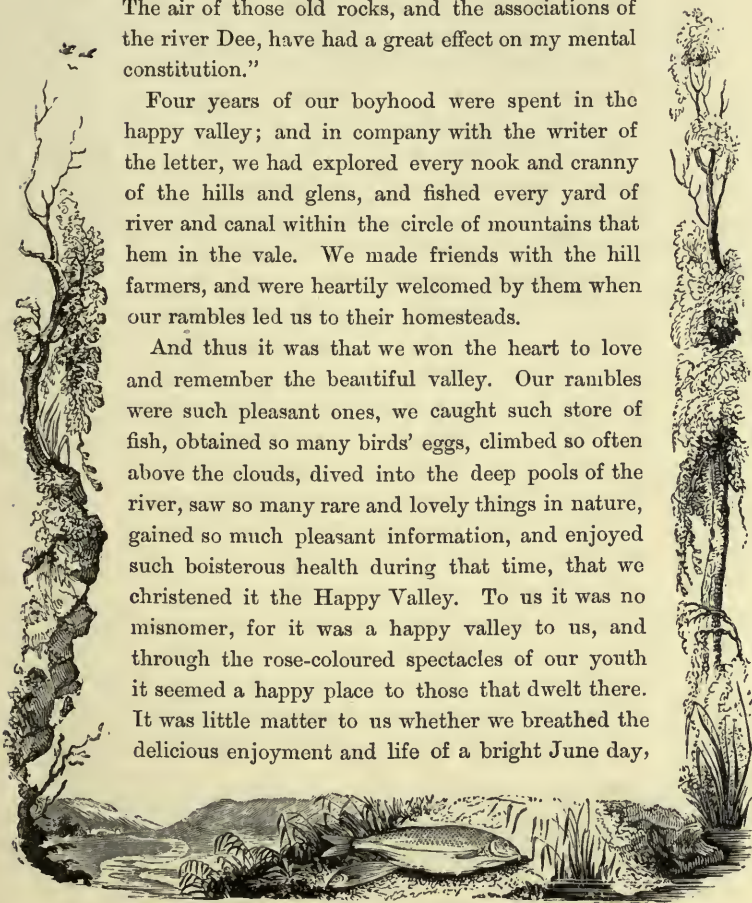 The air of those old rocks, and the associations of
the river Dee, have had a great effect on my mental
constitution.”
Four years of our boyhood were spent in the
happy valley; and in company with the writer of
the letter, we had explored every nook and cranny
of the hills and glens, and fished every yard of
river and canal within the circle of mountains that
hem in the vale. We made friends with the hill
farmers, and were heartily welcomed by them when
our rambles led us to their homesteads.
And thus it was that we won the heart to love
and remember the beautiful valley. Our rambles
were such pleasant ones, we caught such store of
fish, obtained so many birds’ eggs, climbed so often
above the clouds, dived into the deep pools of the
river, saw so many rare and lovely things in nature,
gained so much pleasant information, and enjoyed
such boisterous health during that time, that we
christened it the Happy Valley. To us it was no
misnomer, for it was a happy valley to us, and
through the rose-coloured spectacles of our youth
it seemed a happy place to those that dwelt there.
It was little matter to us whether we breathed the
delicious enjoyment and life of a bright June day,